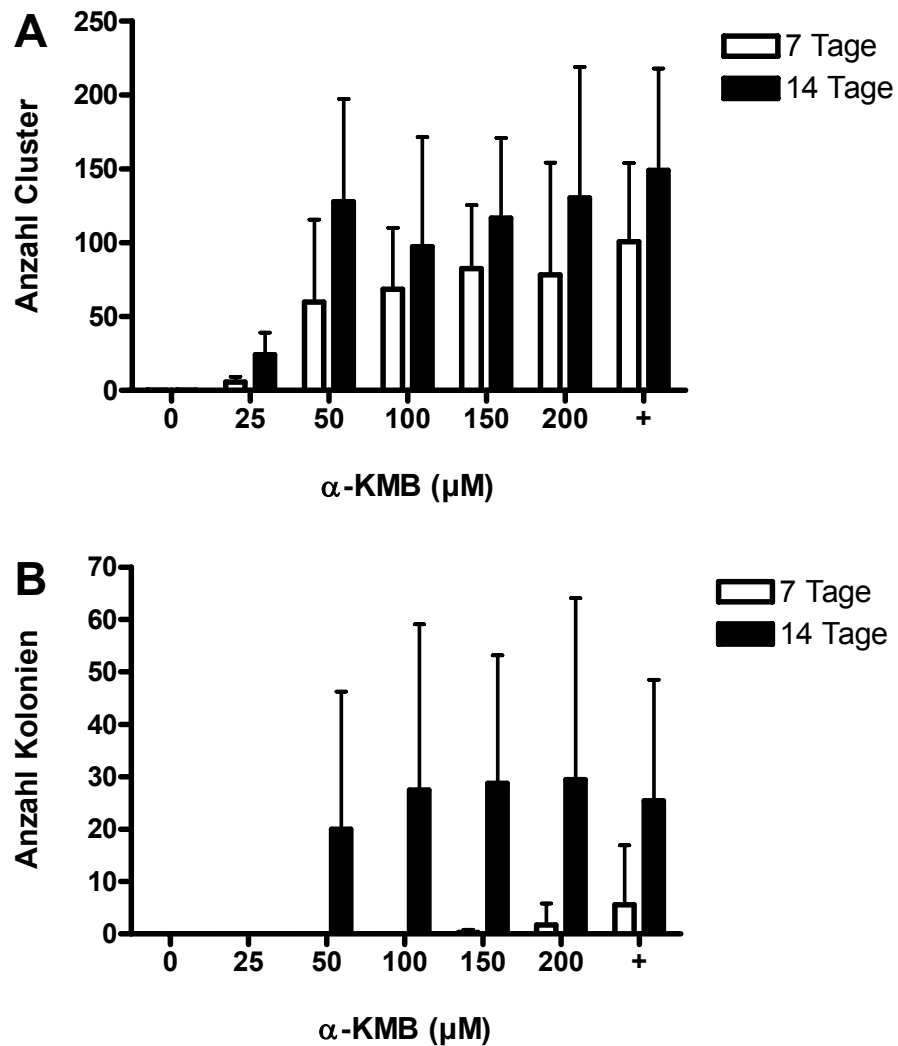 A
250
200
150
100
50
0
Anzahl Cluster
7 Tage
14 Tage
0 25 50 100 150 200 +
α-KMB (µM)
B
70
60
50
40
30
20
10
0
Anzahl Kolonien
7 Tage
14 Tage
0 25 50 100 150 200 +
α-KMB (µM)